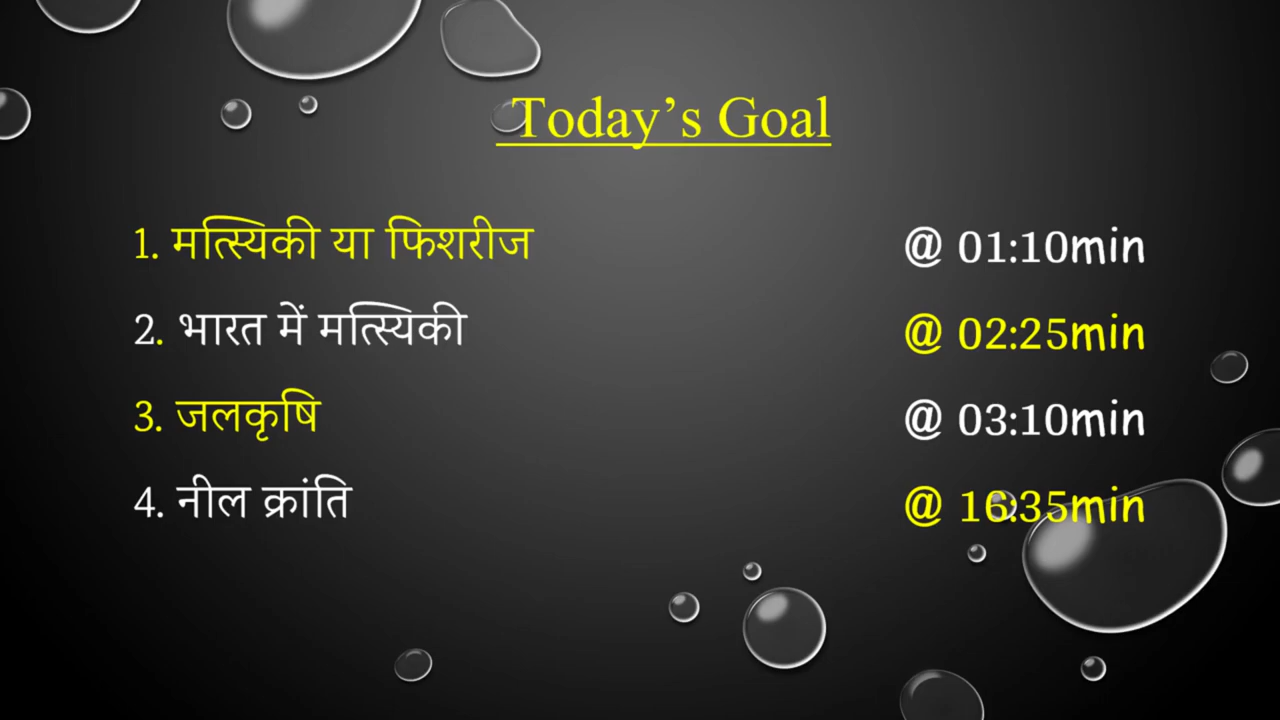 Today’s Goal
1. मत्स्यिकी या फिशरीज @ 01:10min
2. भारत में मत्स्यिकी @ 02:25min
3. जलकृषि @ 03:10min
4. नील क्रांति @ 16:35min